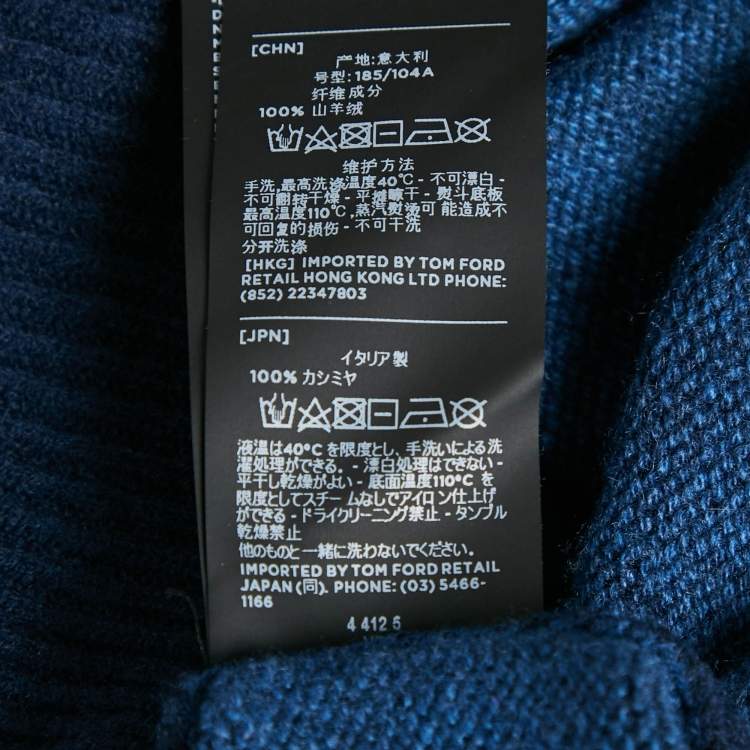 [CHN]
产地:意大利
号型:185/104A
纤维成分
100% 山羊绒
维护方法
手洗,最高洗涤温度40℃ - 不可漂白 -
不可翻转干燥 - 平摊晾干 - 熨斗底板
最高温度110℃,蒸汽熨烫可能造成不
可回复的损伤 - 不可干洗
分开洗涤
[HKG] IMPORTED BY TOM FORD
RETAIL HONG KONG LTD PHONE:
(852) 22347803
[JPN]
イタリア製
100% カシミヤ
液温は40°C を限度とし、手洗いによる洗
濯処理ができる。- 漂白処理はできない -
平干し乾燥がよい - 底面温度110°C を
限度としてスチームなしでアイロン仕上げ
ができる - ドライクリーニング禁止 - タンブル
乾燥禁止
他のものと一緒に洗わないでください。
IMPORTED BY TOM FORD RETAIL
JAPAN (同). PHONE: (03) 5466-
1166
4 412 6